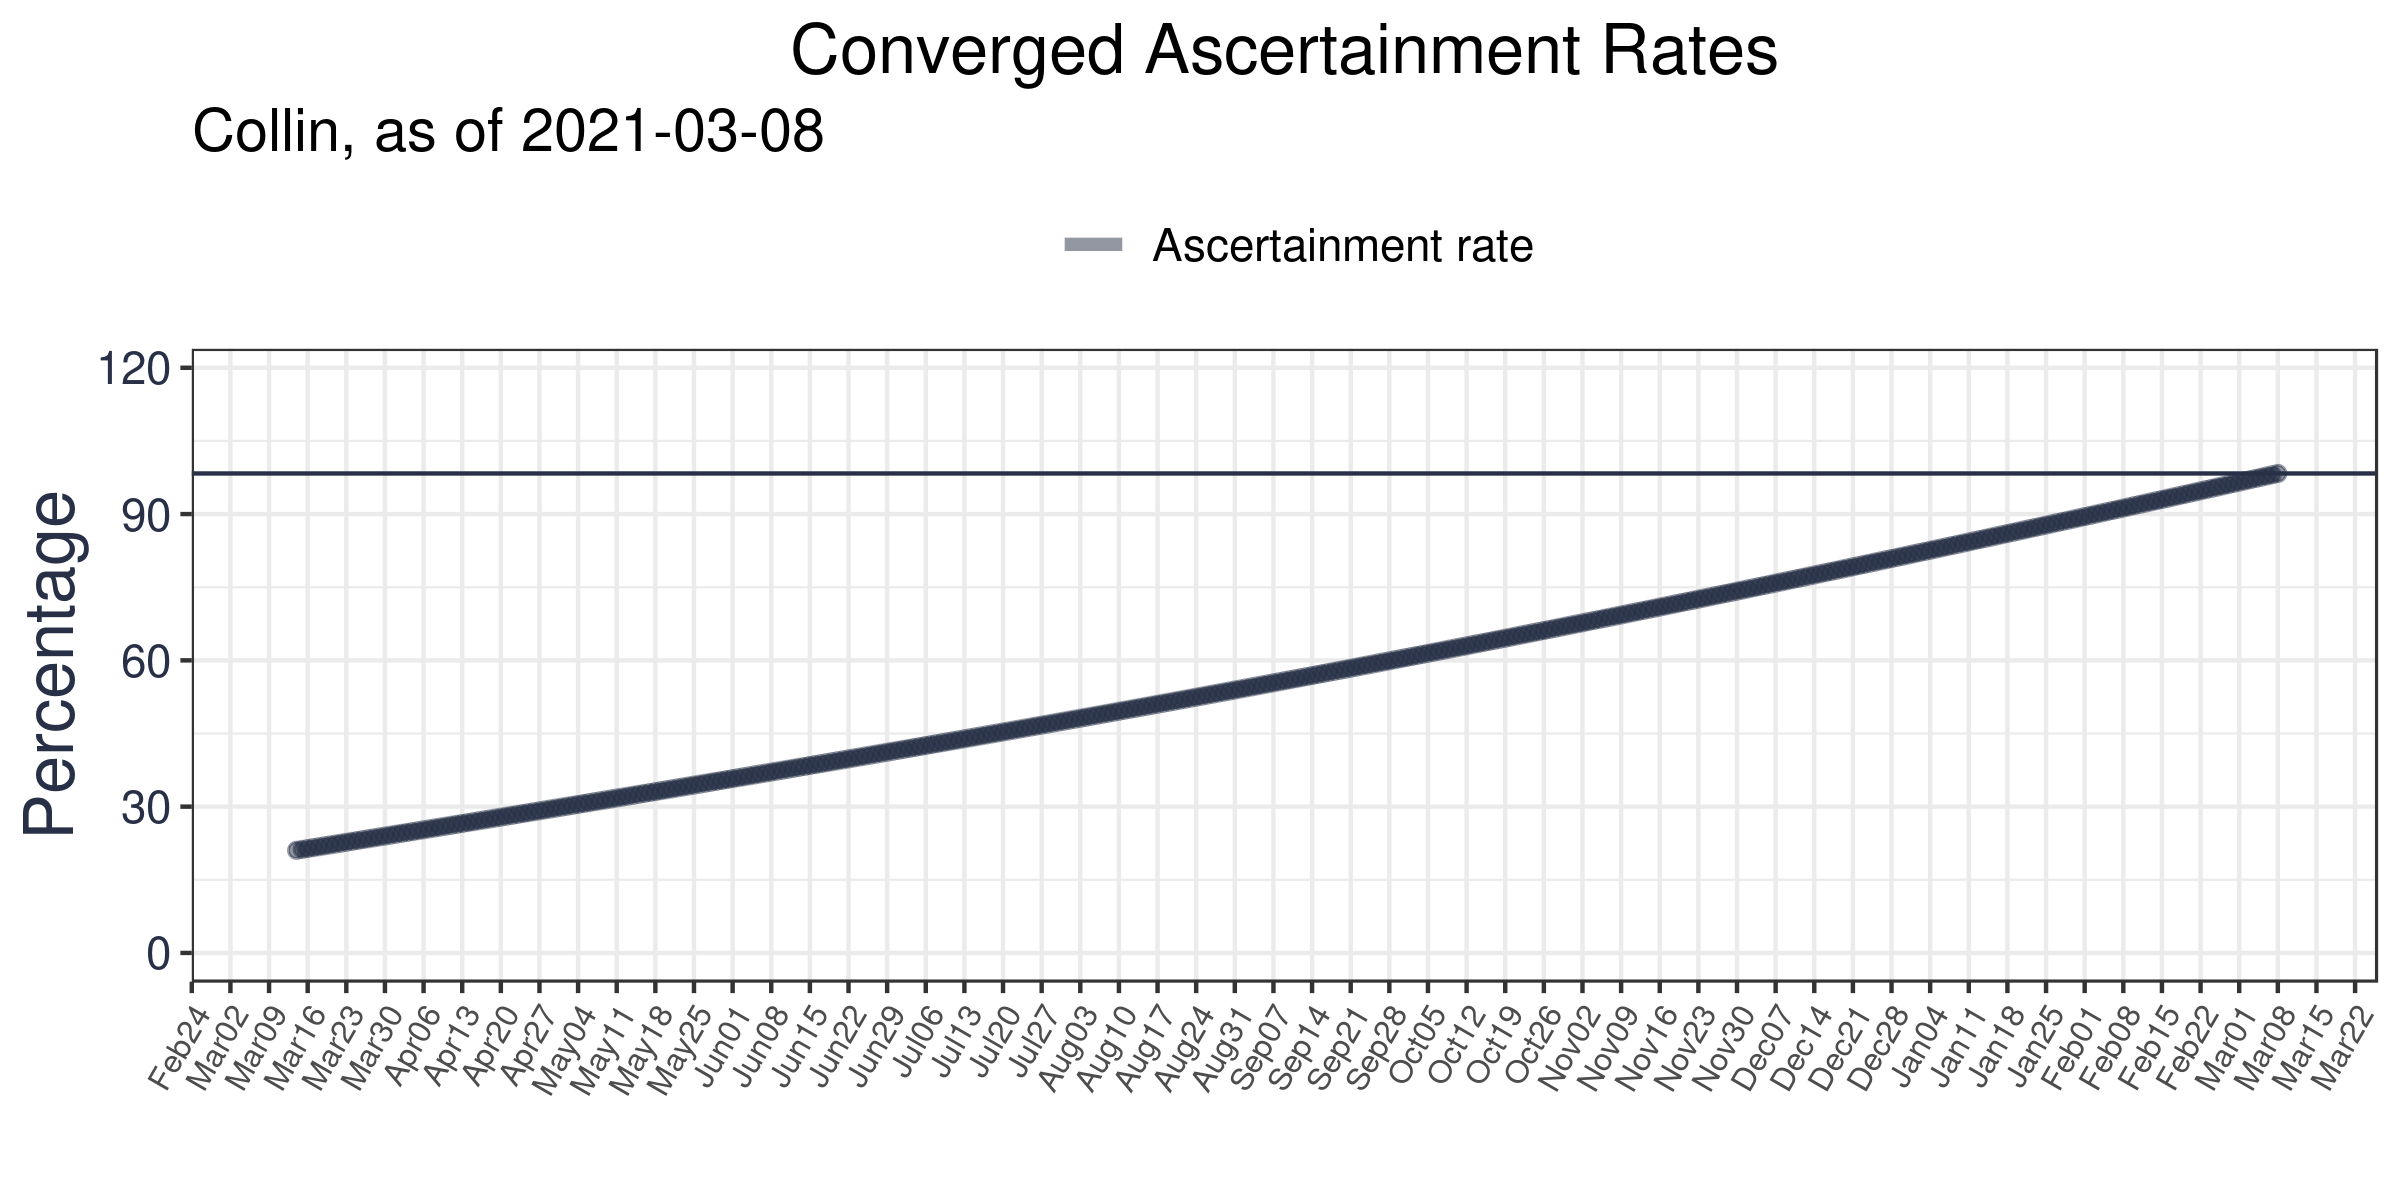 Converged Ascertainment Rates
Collin, as of 2021-03-08
Ascertainment rate
Percentage
120
90
60
30
0
Feb24
Mar02
Mar09
Mar16
Mar23
Mar30
Apr06
Apr13
Apr20
Apr27
May04
May11
May18
May25
Jun01
Jun08
Jun15
Jun22
Jun29
Jul06
Jul13
Jul20
Jul27
Aug03
Aug10
Aug17
Aug24
Aug31
Sep07
Sep14
Sep21
Sep28
Oct05
Oct12
Oct19
Oct26
Nov02
Nov09
Nov16
Nov23
Nov30
Dec07
Dec14
Dec21
Dec28
Jan04
Jan11
Jan18
Jan25
Feb01
Feb08
Feb15
Feb22
Mar01
Mar08
Mar15
Mar22